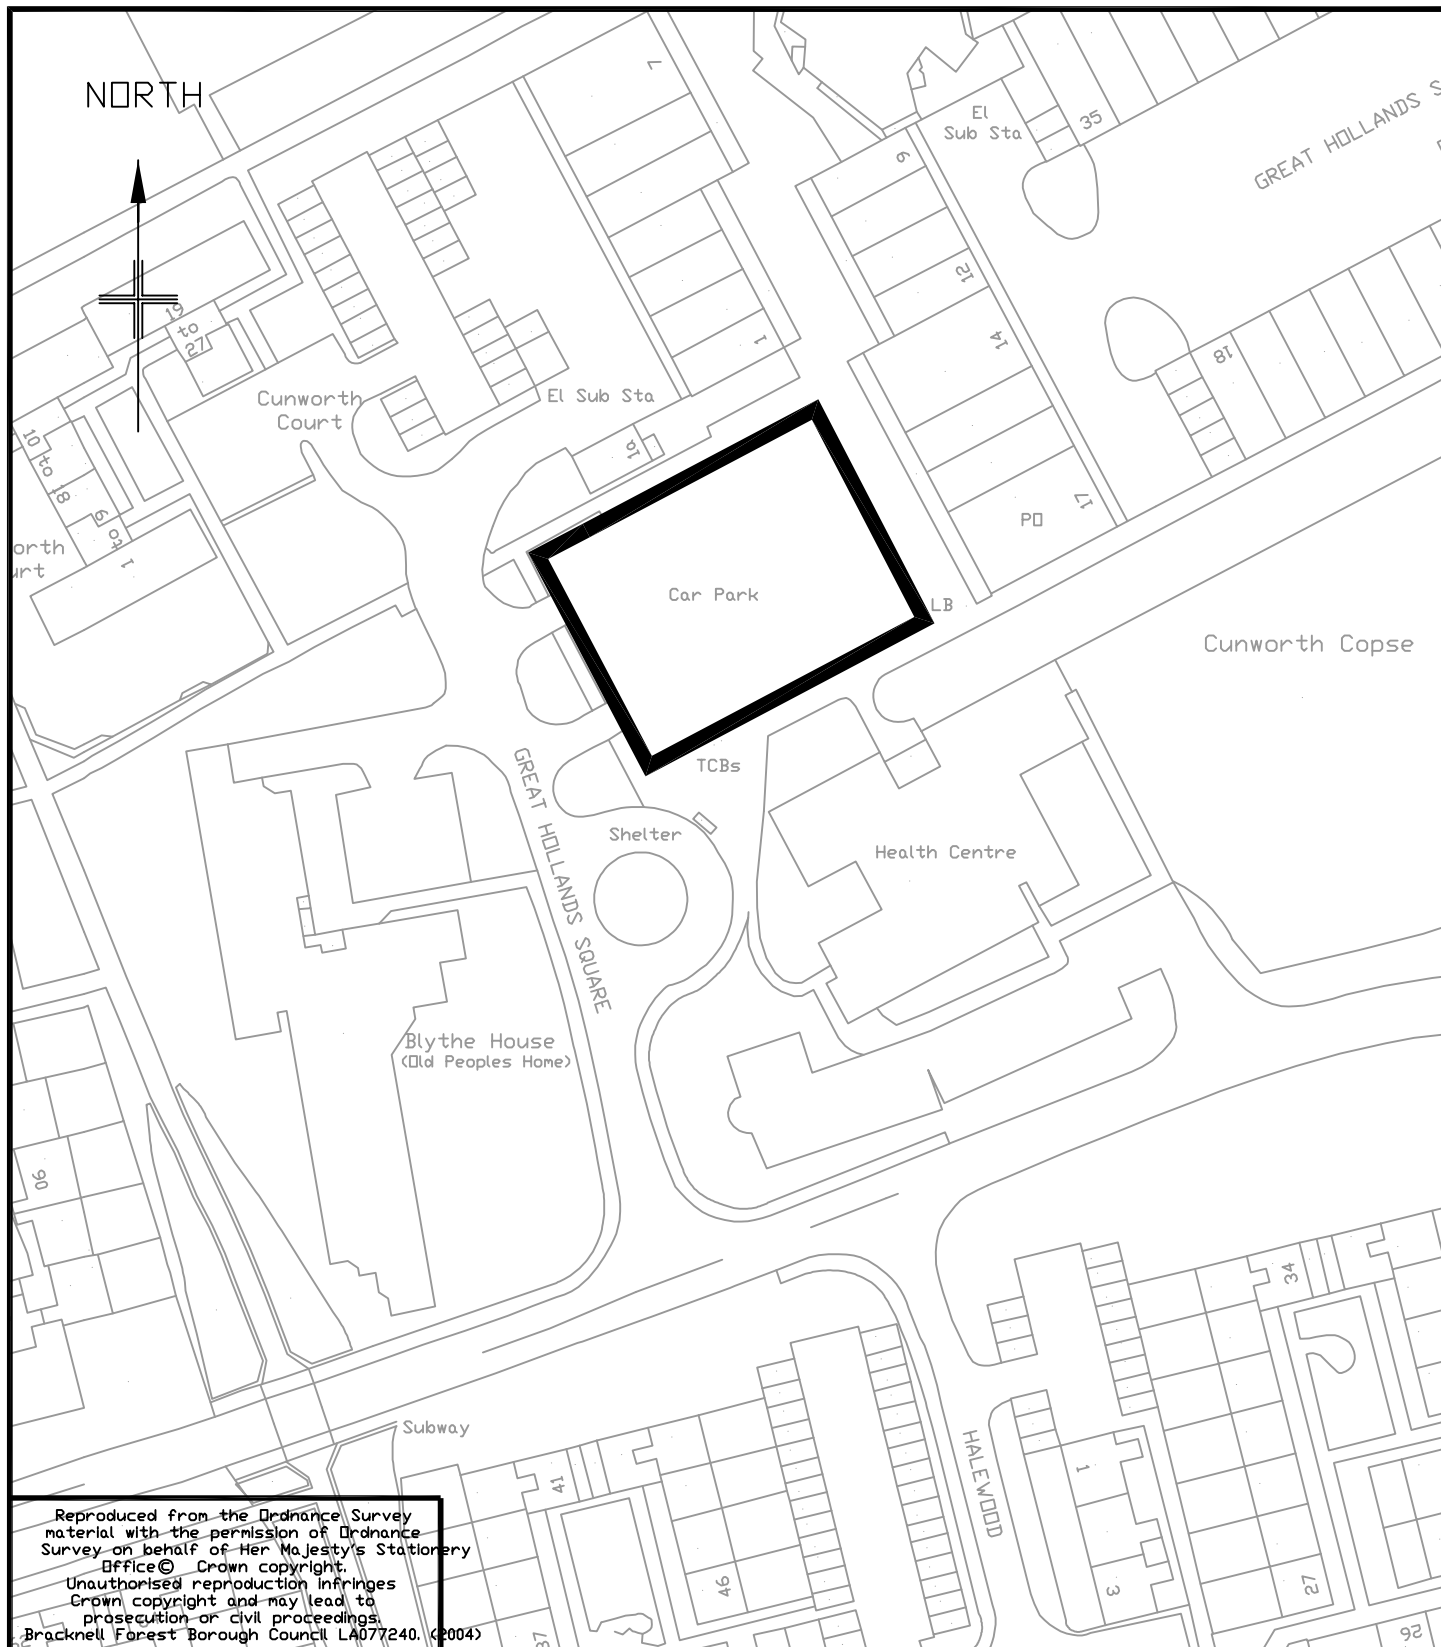 NORTH
7
El
Sub Sta
35
GREAT HOLLANDS S
9
12
14
18
1
19
to
27
Cunworth
Court
El Sub Sta
10
to
18
1a
17
PO
9
to
1
orth
urt
Car Park
LB
Cunworth Copse
GREAT HOLLANDS SQUARE
TCBs
Shelter
Health Centre
Blythe House
(Old Peoples Home)
90
34
Subway
41
HALEWOOD
1
46
3
27
37
26
Reproduced from the Ordnance Survey
material with the permission of Ordnance
Survey on behalf of Her Majesty's Stationery
Office© Crown copyright.
Unauthorised reproduction infringes
Crown copyright and may lead to
prosecution or civil proceedings.
Bracknell Forest Borough Council LA077240. (2004)